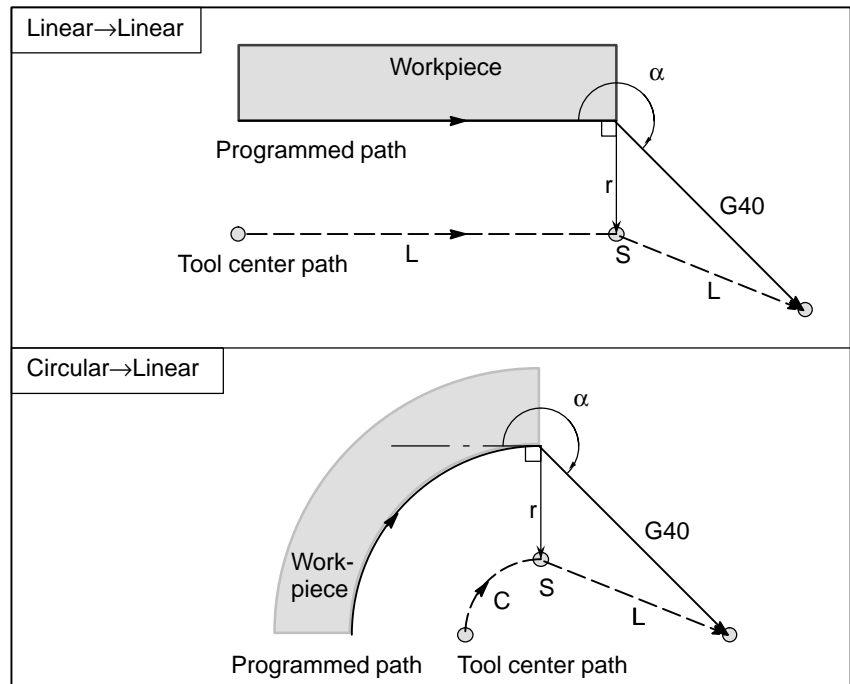 Linear→Linear
Workpiece
α
Programmed path
r
G40
L
S
Tool center path
L
Circular→Linear
α
r
G40
Work-
piece
C
S
L
Programmed path
Tool center path